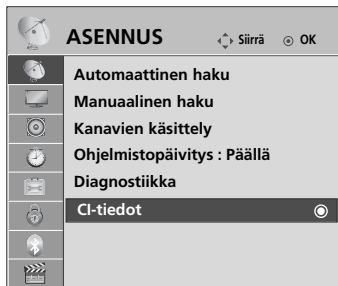 ASENNUS Siirrä OK
Automaattinen haku
Manuaalinen haku
Kanavien käsittely
Ohjelmistopäivitys : Päällä
Diagnostiikka
CI-tiedot